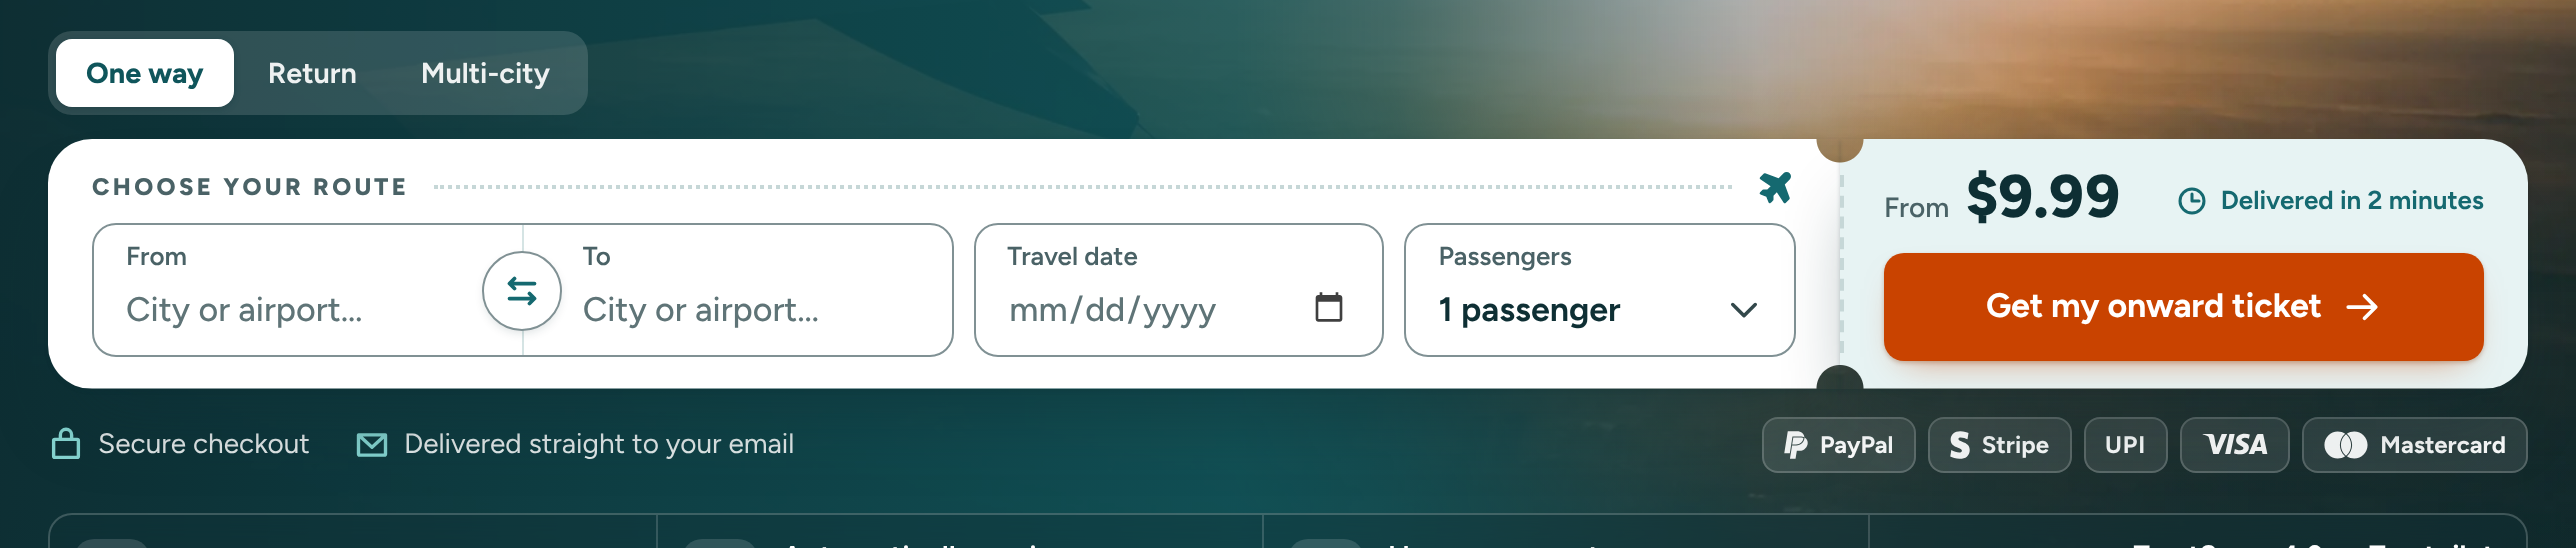 One way
Return
Multi-city
CHOOSE YOUR ROUTE
From
City or airport...
To
City or airport...
Travel date
mm/dd/yyyy
Passengers
1 passenger
From $9.99
Delivered in 2 minutes
Get my onward ticket
Secure checkout
Delivered straight to your email
PayPal
Stripe
UPI
VISA
Mastercard